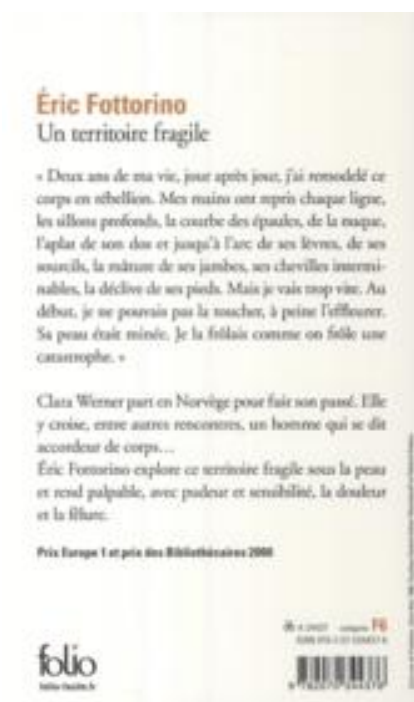 Éric Fottorino
Un territoire fragile
« Deux ans de ma vie, jour après jour, j'ai remodelé ce
corps en rébellion. Mes mains ont repris chaque ligne,
les sillons profonds, la courbe des épaules, de la nuque,
l'aplat de son dos et jusqu'à l'arc de ses lèvres, de ses
sourcils, la mâture de ses jambes, ses chevilles intermi-
nables, la déclive de ses pieds. Mais je vais trop vite. Au
début, je ne pouvais pas la toucher, à peine l'effleurer.
Sa peau était minée. Je la frôlais comme on frôle une
catastrophe. »
Clara Werner part en Norvège pour fuir son passé. Elle
y croise, entre autres rencontres, un homme qui se dit
accordeur de corps…
Éric Fottorino explore ce territoire fragile sous la peau
et rend palpable, avec pudeur et sensibilité, la douleur
et la fêlure.
Prix Europe 1 et prix des Bibliothécaires 2000
catégorie F6
folio